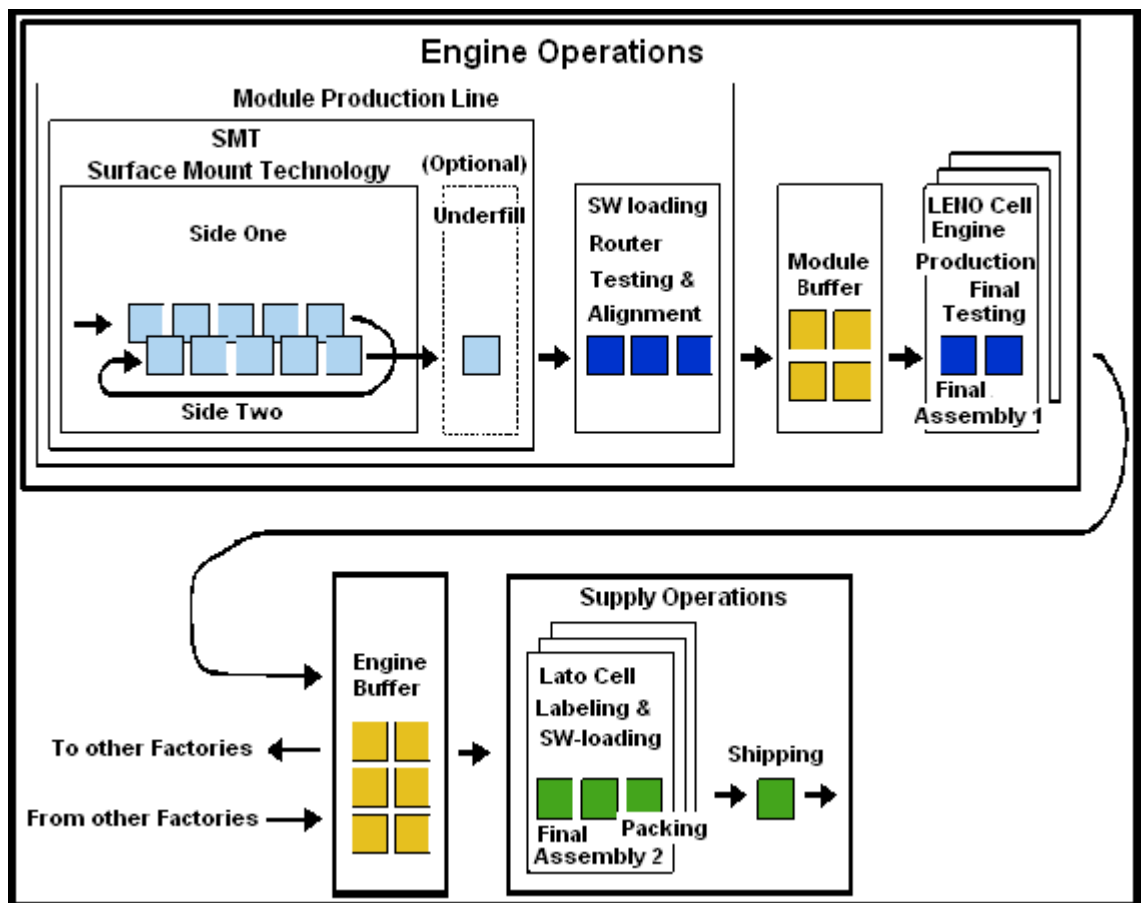 Engine Operations
Module Production Line
SMT
Surface Mount Technology
(Optional)
Side One
Underfill
Side Two
SW loading
Router
Testing &
Alignment
Module
Buffer
LENO Cell
Engine
Production
Final
Testing
Final
Assembly 1
Engine
Buffer
To other Factories
From other Factories
Supply Operations
Lato Cell
Labeling &
SW-loading
Packing
Final
Assembly 2
Shipping